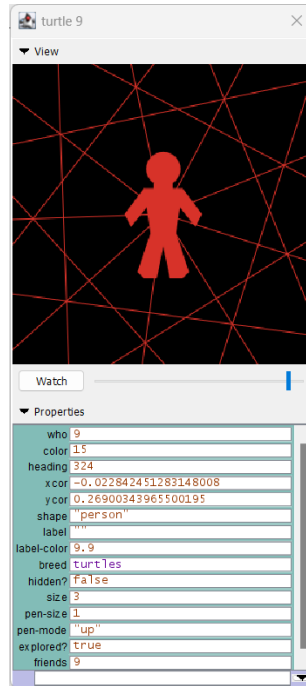 turtle 9
View
Watch
Properties
who 9
color 15
heading 324
xcor -0.022842451283148008
ycor 0.26900343965500195
shape "person"
label ""
label-color 9.9
breed turtles
hidden? false
size 3
pen-size 1
pen-mode "up"
explored? true
friends 9